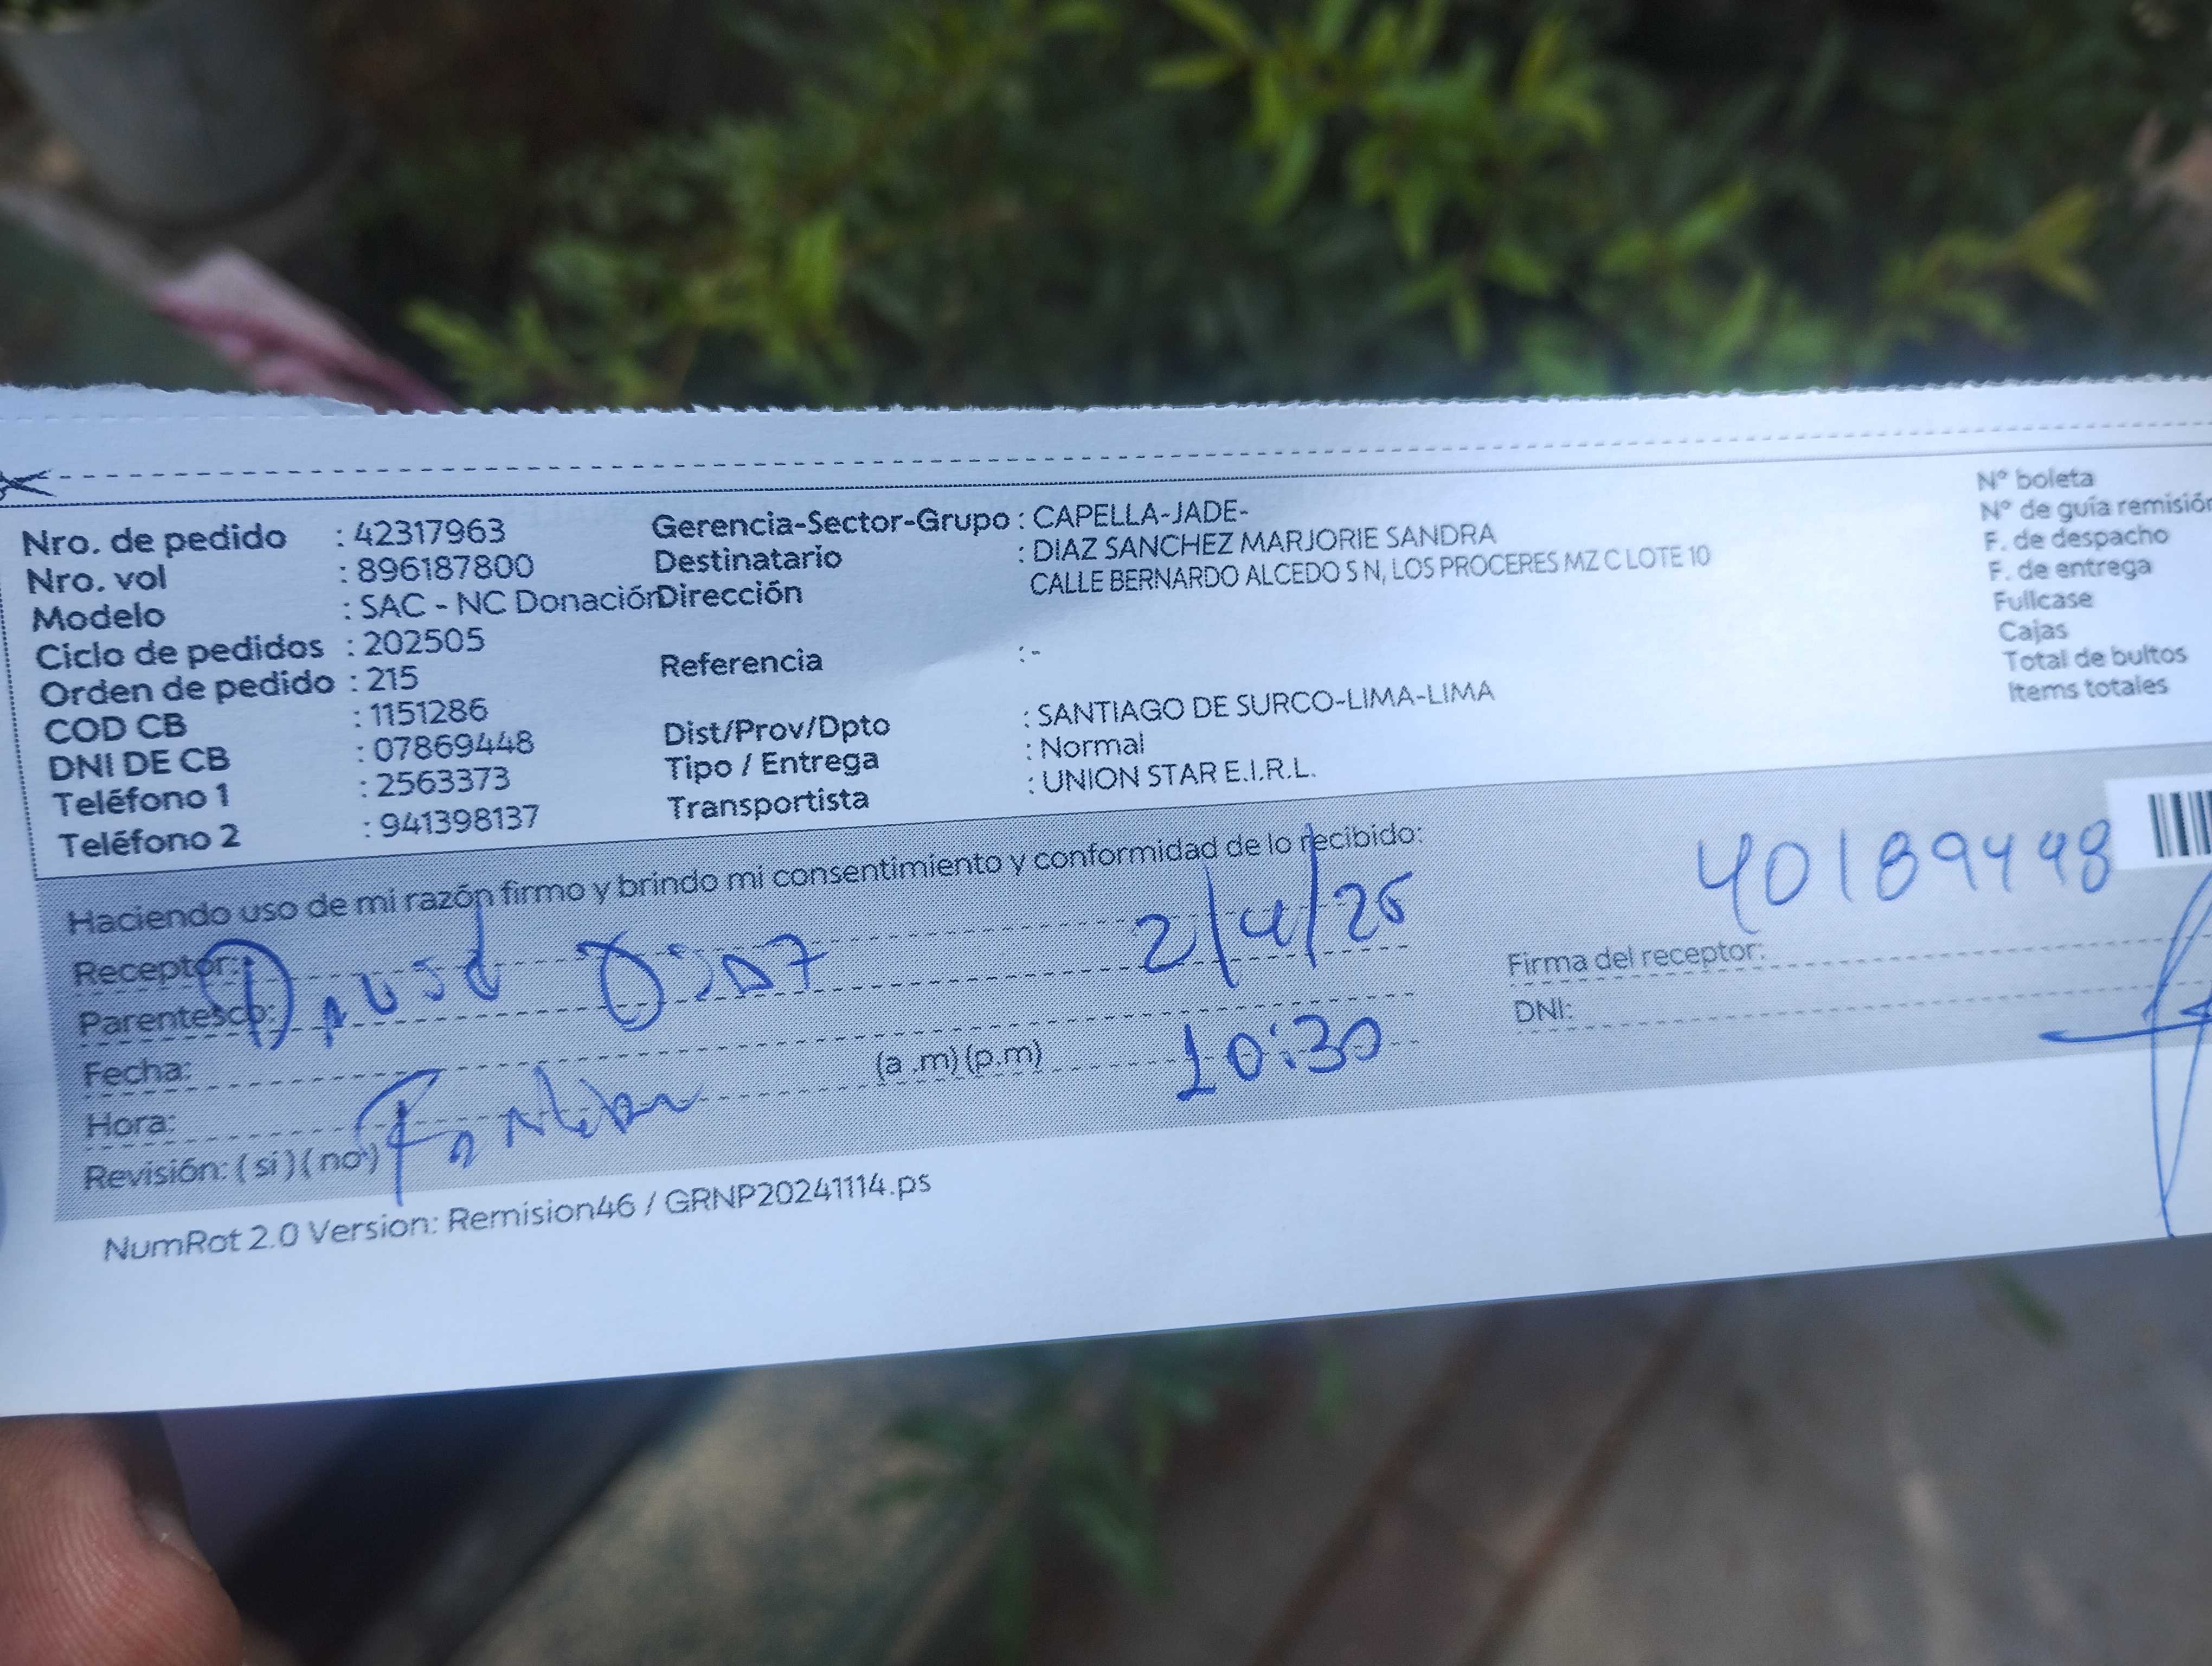 Nro. de pedido : 42317963
Nro. vol : 896187800
Modelo : SAC - NC Donación
Ciclo de pedidos : 202505
Orden de pedido : 215
COD CB : 1151286
DNI DE CB : 07869448
Teléfono 1 : 2563373
Teléfono 2 : 941398137
Gerencia-Sector-Grupo : CAPELLA-JADE-
Destinatario : DIAZ SANCHEZ MARJORIE SANDRA
Dirección CALLE BERNARDO ALCEDO S N, LOS PROCERES MZ C LOTE 10
Referencia : -
Dist/Prov/Dpto : SANTIAGO DE SURCO-LIMA-LIMA
Tipo / Entrega : Normal
Transportista : UNION STAR E.I.R.L.
N° boleta
N° de guía remisión
F. de despacho
F. de entrega
Fullcase
Cajas
Total de bultos
Items totales
Haciendo uso de mi razón firmo y brindo mi consentimiento y conformidad de lo recibido:
Receptor: David Diaz 2/4/25
Parentesco:
Fecha:
Hora: (a .m) (p.m) 10:30
Revisión: ( si ) ( no )
40189448
Firma del receptor:
DNI:
NumRot 2.0 Version: Remision46 / GRNP20241114.ps